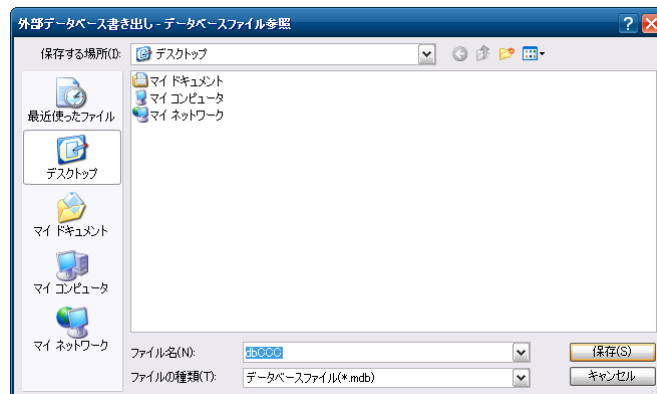 外部データベース書き出し - データベースファイル参照
保存する場所(I):
デスクトップ
マイ ドキュメント
マイ コンピュータ
マイ ネットワーク
最近使ったファイル
デスクトップ
マイ ドキュメント
マイ コンピュータ
マイ ネットワーク
ファイル名(N):
dbCCC
保存(S)
ファイルの種類(T):
データベースファイル(*.mdb)
キャンセル